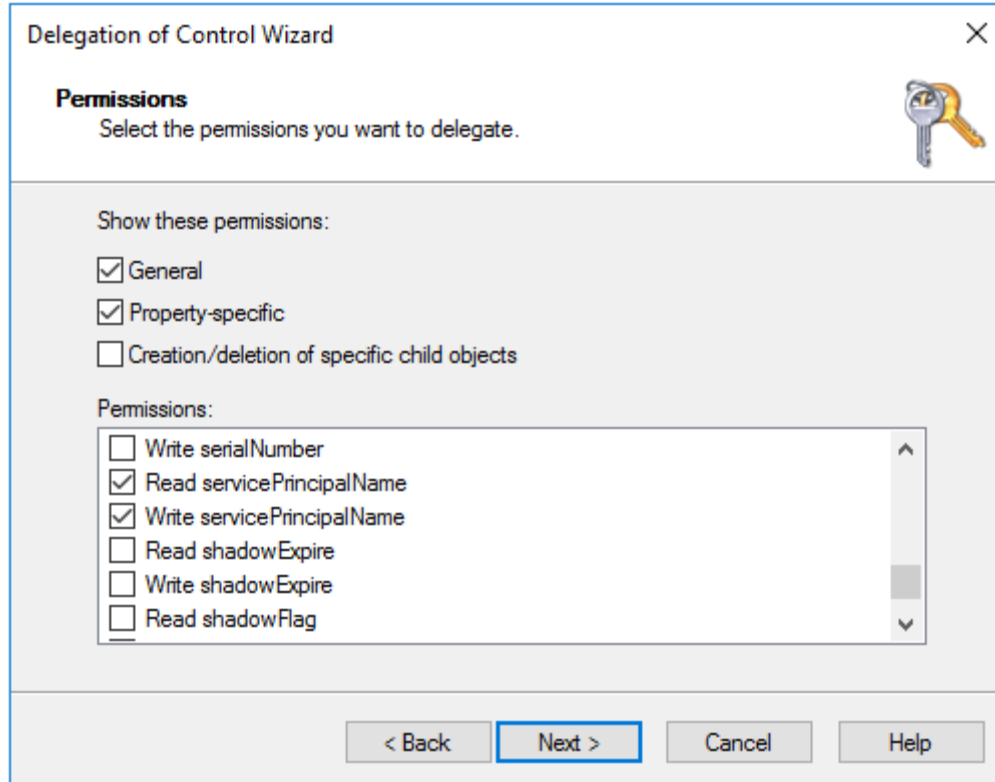 Delegation of Control Wizard
Permissions
Select the permissions you want to delegate.
Show these permissions:
General
Property-specific
Creation/deletion of specific child objects
Permissions:
Write serialNumber
Read servicePrincipalName
Write servicePrincipalName
Read shadowExpire
Write shadowExpire
Read shadowFlag
< Back Next > Cancel Help